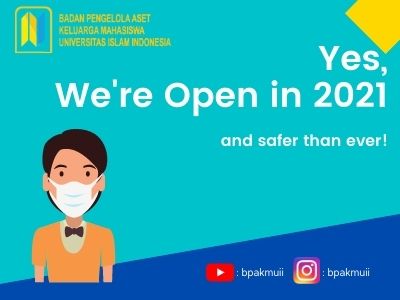 BADAN PENGELOLA ASET
KELUARGA MAHASISWA
UNIVERSITAS ISLAM INDONESIA
Yes,
We're Open in 2021
and safer than ever!
: bpakmuii : bpakmuii